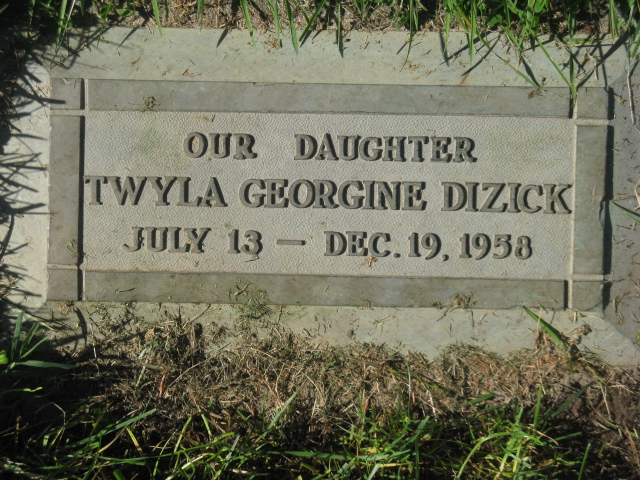 OUR DAUGHTER
TWYLA GEORGINE DIZICK
JULY 13 – DEC. 19, 1958